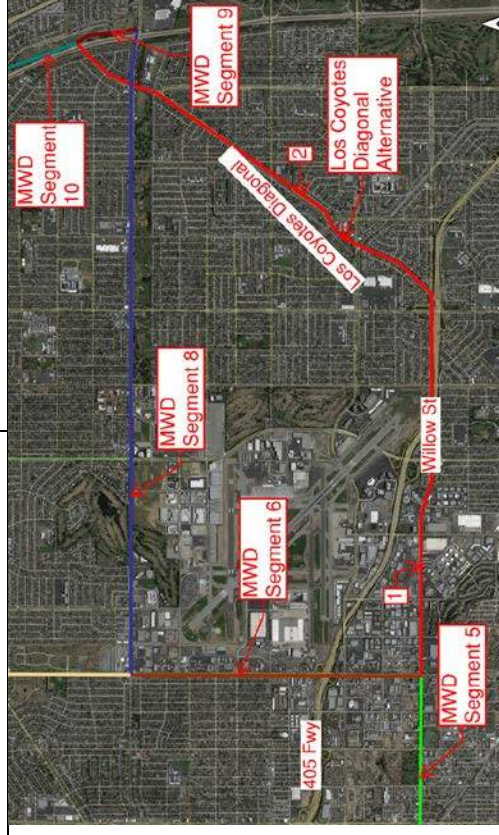 MWD
Segment
10
MWD
Segment 8
MWD
Segment 9
MWD
Segment 6
Los Coyotes Diagonal
2
405 Fwy
Los Coyotes
Diagonal
Alternative
1
Willow St
MWD
Segment 5